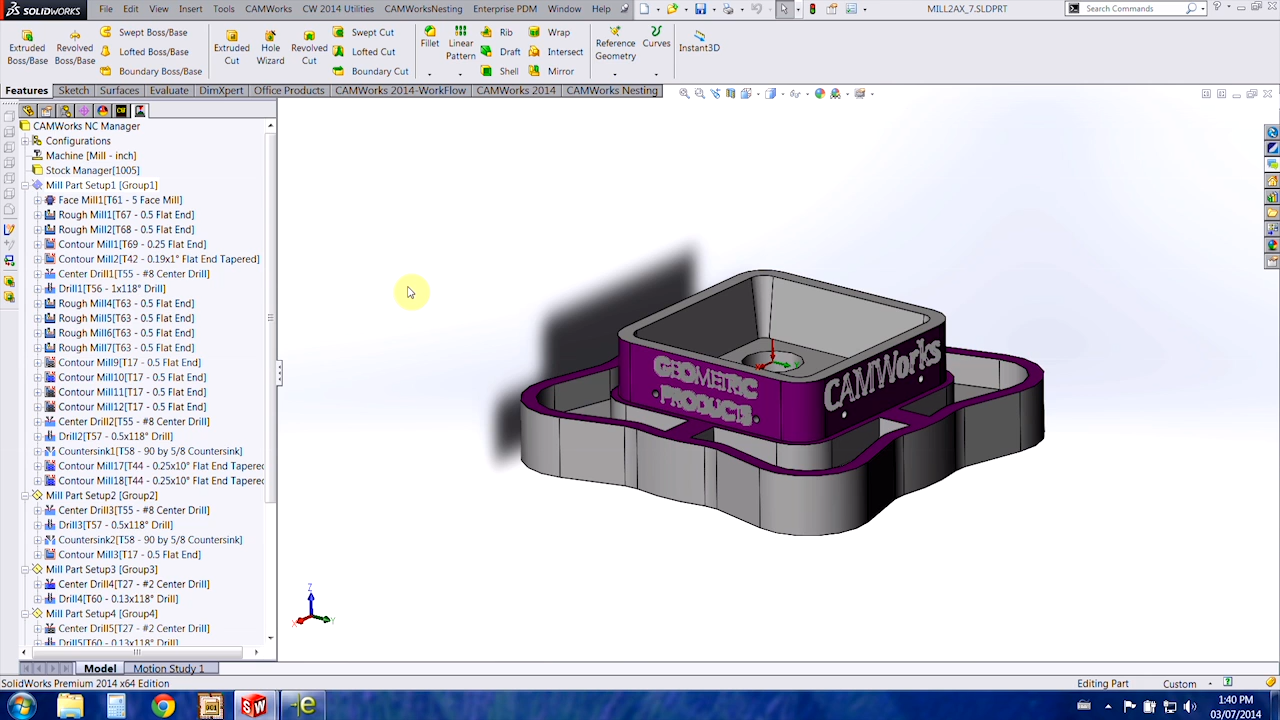 SOLIDWORKS File Edit View Insert Tools CAMWorks CW 2014 Utilities CAMWorksNesting Enterprise PDM Window Help MILL2AX_7.SLDPRT Search Commands
Extruded Boss/Base Revolved Boss/Base Swept Boss/Base Lofted Boss/Base Boundary Boss/Base Extruded Cut Hole Wizard Revolved Cut Swept Cut Lofted Cut Boundary Cut Fillet Linear Pattern Rib Draft Shell Wrap Intersect Mirror Reference Geometry Curves Instant3D
Features Sketch Surfaces Evaluate DimXpert Office Products CAMWorks 2014-WorkFlow CAMWorks 2014 CAMWorks Nesting
CAMWorks NC Manager
Configurations
Machine [Mill - inch]
Stock Manager[1005]
Mill Part Setup1 [Group1]
Face Mill1[T61 - 5 Face Mill]
Rough Mill1[T67 - 0.5 Flat End]
Rough Mill2[T68 - 0.5 Flat End]
Contour Mill1[T69 - 0.25 Flat End]
Contour Mill2[T42 - 0.19x1° Flat End Tapered]
Center Drill1[T55 - #8 Center Drill]
Drill1[T56 - 1x118° Drill]
Rough Mill4[T63 - 0.5 Flat End]
Rough Mill5[T63 - 0.5 Flat End]
Rough Mill6[T63 - 0.5 Flat End]
Rough Mill7[T63 - 0.5 Flat End]
Contour Mill9[T17 - 0.5 Flat End]
Contour Mill10[T17 - 0.5 Flat End]
Contour Mill11[T17 - 0.5 Flat End]
Contour Mill12[T17 - 0.5 Flat End]
Center Drill2[T55 - #8 Center Drill]
Drill2[T57 - 0.5x118° Drill]
Countersink1[T58 - 90 by 5/8 Countersink]
Contour Mill17[T44 - 0.25x10° Flat End Tapered
Contour Mill18[T44 - 0.25x10° Flat End Tapered
Mill Part Setup2 [Group2]
Center Drill3[T55 - #8 Center Drill]
Drill3[T57 - 0.5x118° Drill]
Countersink2[T58 - 90 by 5/8 Countersink]
Contour Mill3[T17 - 0.5 Flat End]
Mill Part Setup3 [Group3]
Center Drill4[T27 - #2 Center Drill]
Drill4[T60 - 0.13x118° Drill]
Mill Part Setup4 [Group4]
Center Drill5[T27 - #2 Center Drill]
Drill5[T60 - 0.13x118° Drill]
GEOMETRIC
PRODUCTS
CAMWorks
Z
X Y
Model Motion Study 1
SolidWorks Premium 2014 x64 Edition Editing Part Custom
1:40 PM
03/07/2014